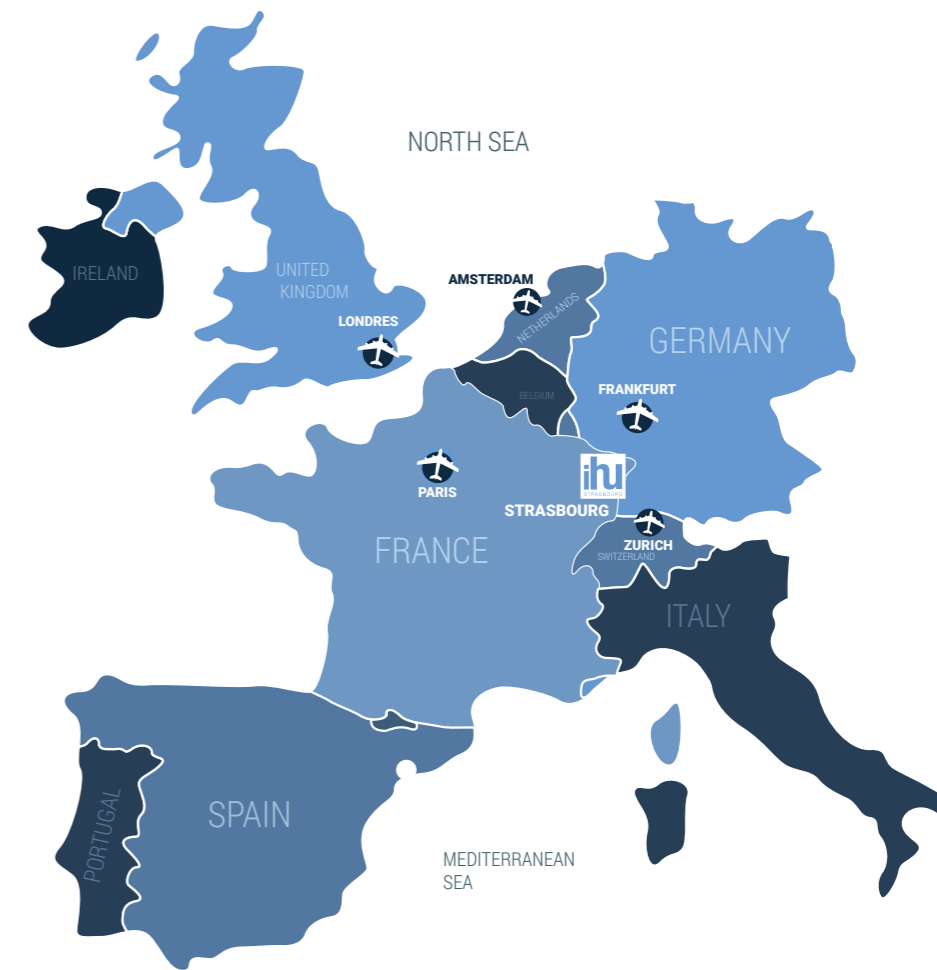 NORTH SEA
IRELAND
UNITED
KINGDOM
LONDRES
AMSTERDAM
NETHERLANDS
GERMANY
BELGIUM
FRANKFURT
ihu
STRASBOURG
STRASBOURG
PARIS
ZURICH
SWITZERLAND
FRANCE
ITALY
SPAIN
PORTUGAL
MEDITERRANEAN
SEA